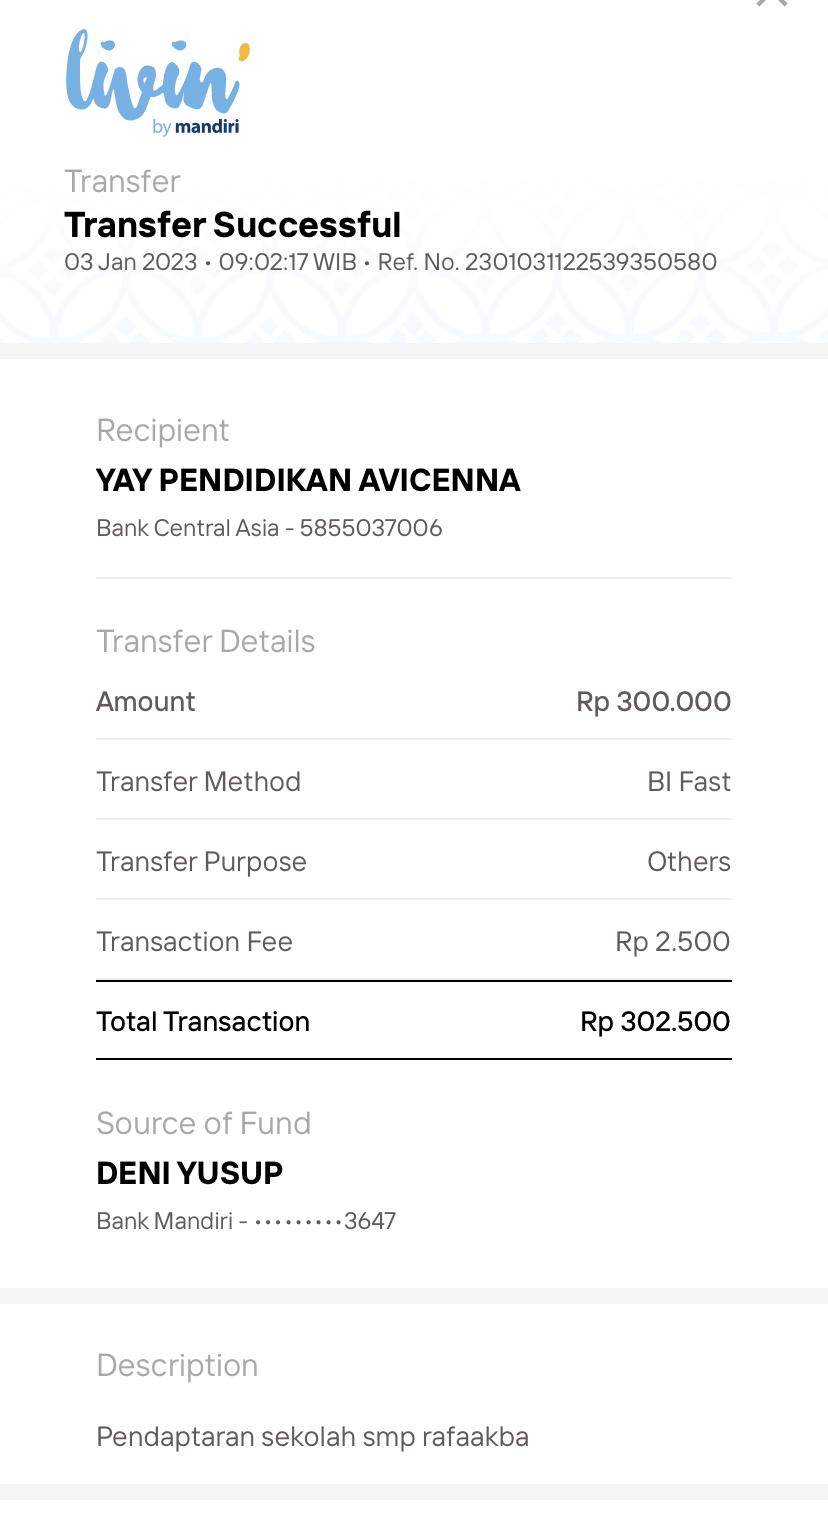 livin'
by mandiri
Transfer
Transfer Successful
03 Jan 2023 • 09:02:17 WIB • Ref. No. 2301031122539350580
Recipient
YAY PENDIDIKAN AVICENNA
Bank Central Asia - 5855037006
Transfer Details
Amount Rp 300.000
Transfer Method BI Fast
Transfer Purpose Others
Transaction Fee Rp 2.500
Total Transaction Rp 302.500
Source of Fund
DENI YUSUP
Bank Mandiri - •••••••••3647
Description
Pendaptaran sekolah smp rafaakba